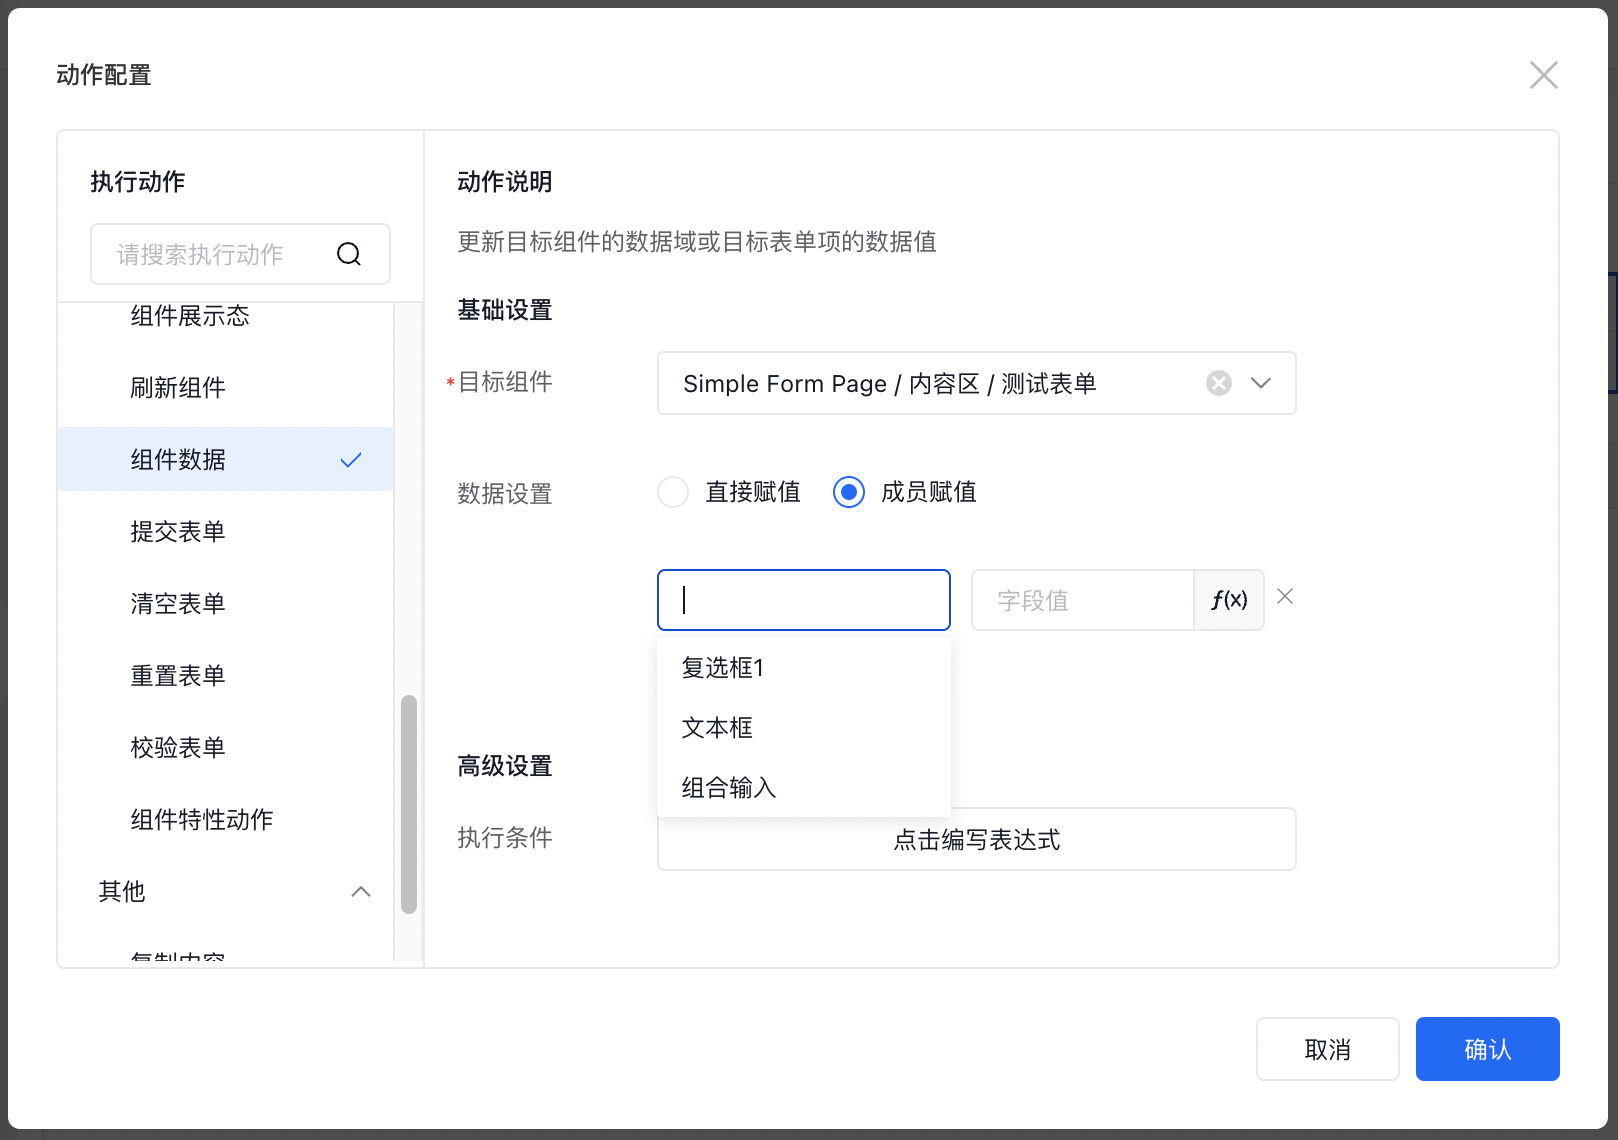 动作配置
执行动作
请搜索执行动作
组件展示态
刷新组件
组件数据
提交表单
清空表单
重置表单
校验表单
组件特性动作
其他
复制内容
动作说明
更新目标组件的数据域或目标表单项的数据值
基础设置
*目标组件
Simple Form Page / 内容区 / 测试表单
数据设置
直接赋值 成员赋值
字段值 f(x)
复选框1
文本框
组合输入
高级设置
执行条件
点击编写表达式
取消 确认